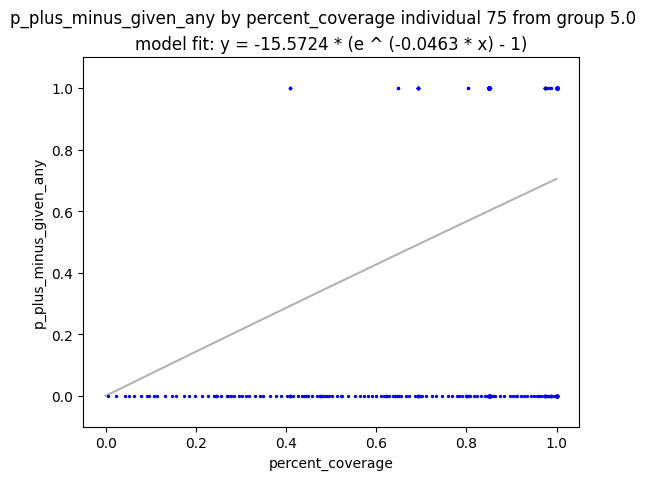 p_plus_minus_given_any by percent_coverage individual 75 from group 5.0
model fit: y = -15.5724 * (e ^ (-0.0463 * x) - 1)
1.0
0.8
0.6
0.4
0.2
0.0
p_plus_minus_given_any
0.0 0.2 0.4 0.6 0.8 1.0
percent_coverage